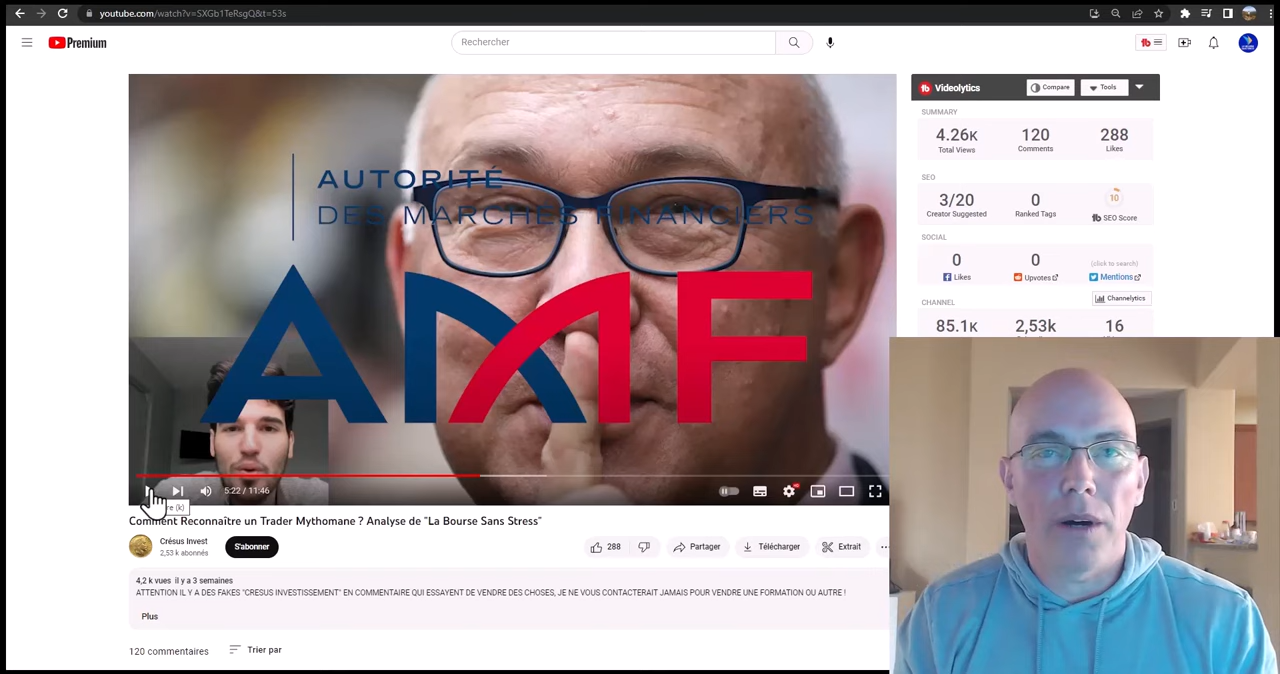 youtube.com/watch?v=SXGb1TeRsgQ&t=53s
Premium
Rechercher
AUTORITÉ
DES MARCHÉS FINANCIERS
AMF
5:22 / 11:46
Comment Reconnaître un Trader Mythomane ? Analyse de "La Bourse Sans Stress"
Crésus Invest
2,53 k abonnés
S'abonner
288
Partager
Télécharger
Extrait
4,2 k vues il y a 3 semaines
ATTENTION IL Y A DES FAKES "CRESUS INVESTISSEMENT" EN COMMENTAIRE QUI ESSAYENT DE VENDRE DES CHOSES, JE NE VOUS CONTACTERAIT JAMAIS POUR VENDRE UNE FORMATION OU AUTRE !
Plus
120 commentaires
Trier par
Videolytics
Compare
Tools
SUMMARY
4.26K 120 288
Total Views Comments Likes
SEO
3/20 0 10
Creator Suggested Ranked Tags SEO Score
SOCIAL
0 0 (click to search)
Likes Upvotes Mentions
CHANNEL
Channelytics
85.1K 2,53k 16